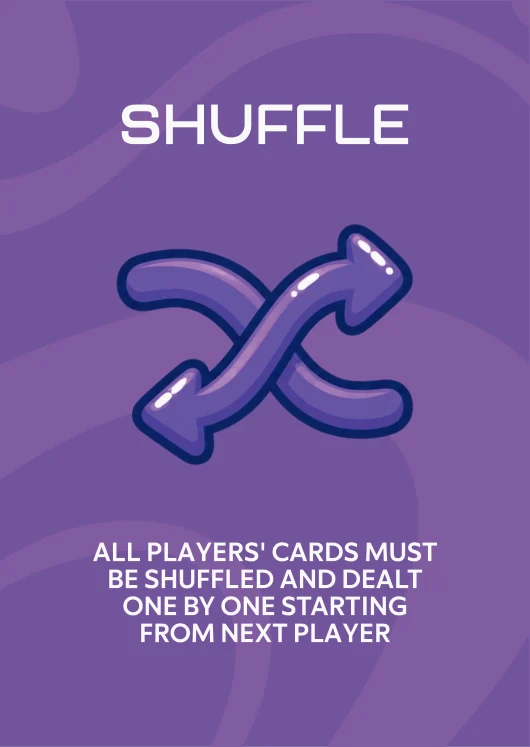 SHUFFLE
ALL PLAYERS' CARDS MUST
BE SHUFFLED AND DEALT
ONE BY ONE STARTING
FROM NEXT PLAYER